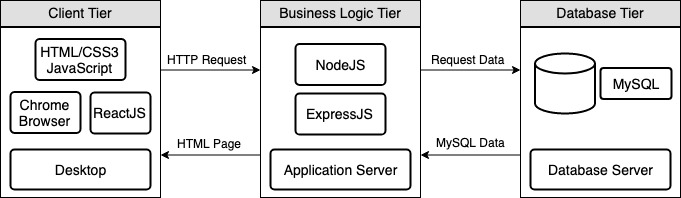 Client Tier
HTML/CSS3
JavaScript
Chrome
Browser
ReactJS
Desktop
HTTP Request
HTML Page
Business Logic Tier
NodeJS
ExpressJS
Application Server
Request Data
MySQL Data
Database Tier
MySQL
Database Server